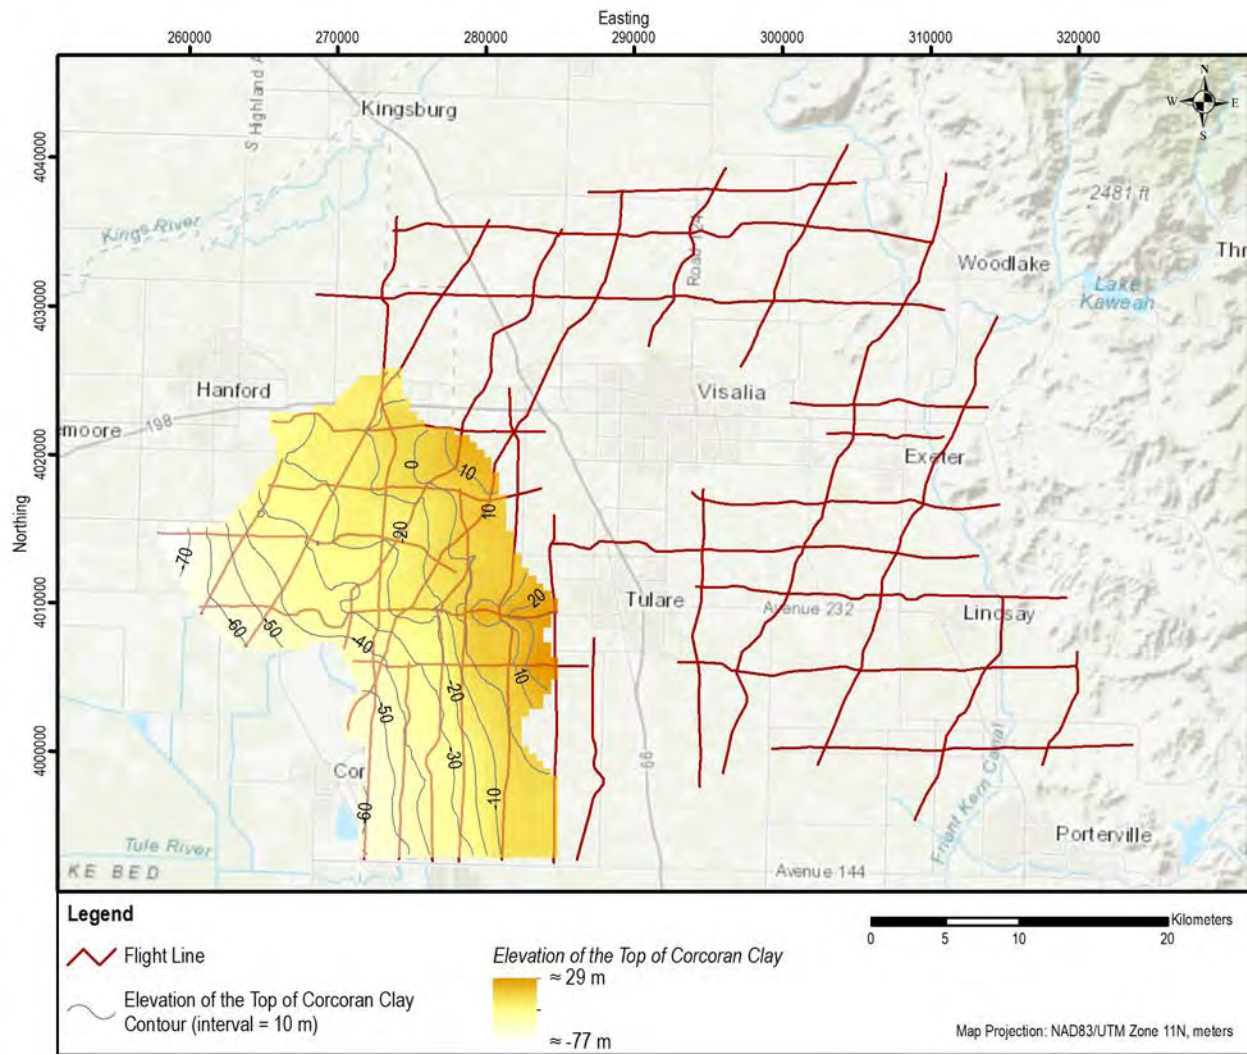 Easting
260000 270000 280000 290000 300000 310000 320000
Northing
4040000
4030000
4020000
4010000
4000000
N
W E
S
S Highland A
Kingsburg
Kings River
2481 ft
Road 124
Woodlake
Thr
Lake
Kaweah
Hanford
Visalia
198
emoore
Exeter
0
10
10
-20
-70
20
Tulare
Avenue 232
Lindsay
-60
-50
-40
10
-20
-50
-30
-10
-60
99
Cor
Friant Kern Canal
Porterville
Tule River
KE BED
Avenue 144
Legend
Flight Line
Elevation of the Top of Corcoran Clay
Contour (interval = 10 m)
Elevation of the Top of Corcoran Clay
≈ 29 m
≈ -77 m
Kilometers
0 5 10 20
Map Projection: NAD83/UTM Zone 11N, meters